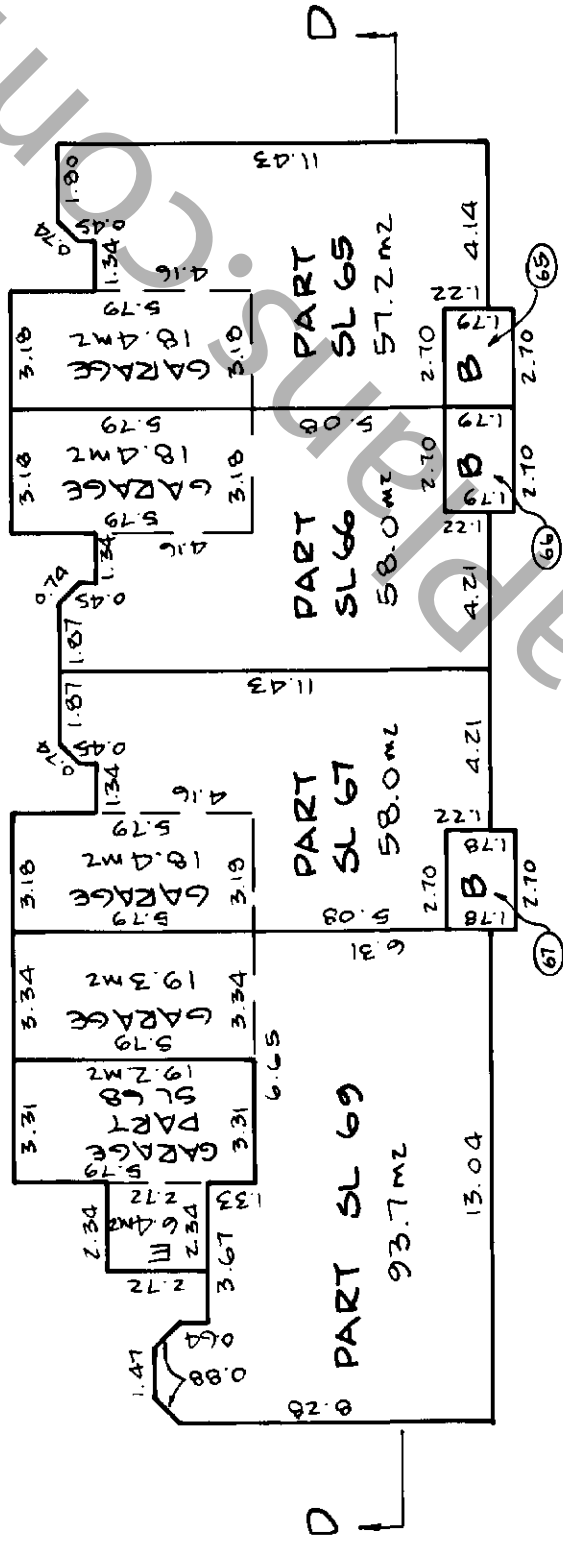 D
D
1.80
0.74
0.45
1.34
11.43
4.16
3.18
5.79
GARAGE
18.4m2
3.18
PART
SL 65
57.2m2
4.14
1.22
1.79
2.70
B
2.70
65
3.18
5.79
GARAGE
18.4m2
3.18
5.79
5.08
1.34
4.16
0.74
0.45
1.87
PART
SL 66
58.0m2
4.21
1.22
1.79
1.79
2.70
B
2.70
66
1.87
0.74
0.45
1.34
11.43
4.16
3.18
5.79
GARAGE
18.4m2
3.18
5.79
5.08
PART
SL 67
58.0m2
4.21
1.22
1.78
2.70
B
1.78
2.70
67
3.34
GARAGE
19.3m2
3.34
5.79
6.31
6.65
3.31
GARAGE
PART
SL 68
19.2m2
3.31
5.79
2.34
2.72
E
6.4m2
2.34
2.72
1.33
3.67
0.64
0.88
1.47
8.28
PART SL 69
93.7m2
13.04
aplans.com